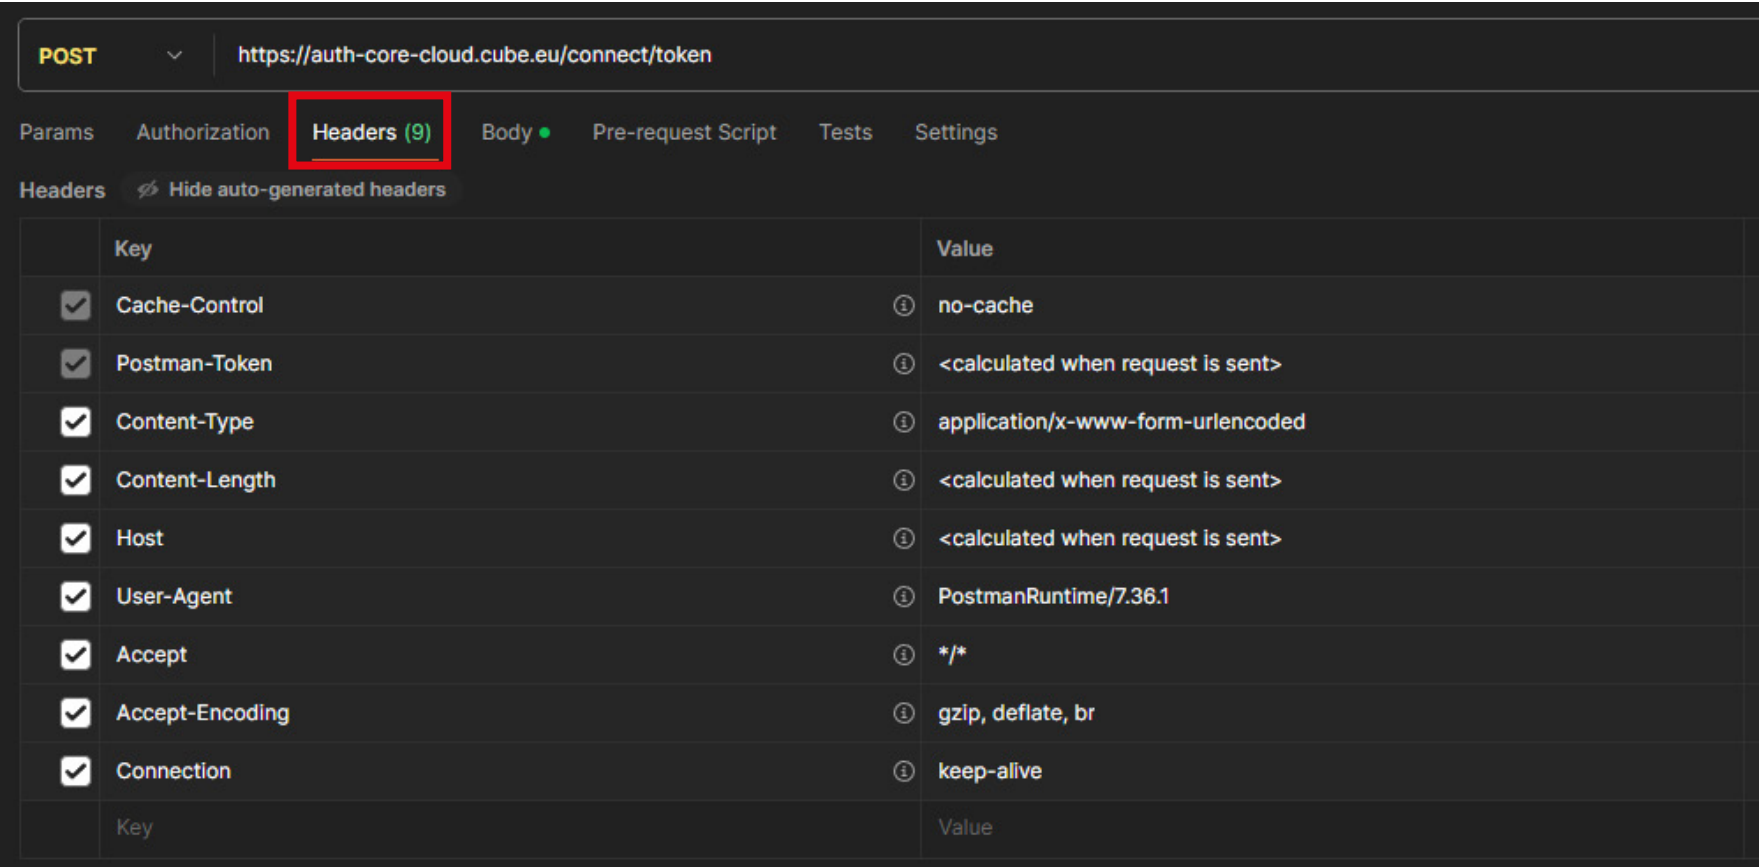 POST https://auth-core-cloud.cube.eu/connect/token
Params Authorization Headers (9) Body Pre-request Script Tests Settings
Headers Hide auto-generated headers
Key Value
Cache-Control no-cache
Postman-Token <calculated when request is sent>
Content-Type application/x-www-form-urlencoded
Content-Length <calculated when request is sent>
Host <calculated when request is sent>
User-Agent PostmanRuntime/7.36.1
Accept */*
Accept-Encoding gzip, deflate, br
Connection keep-alive
Key Value